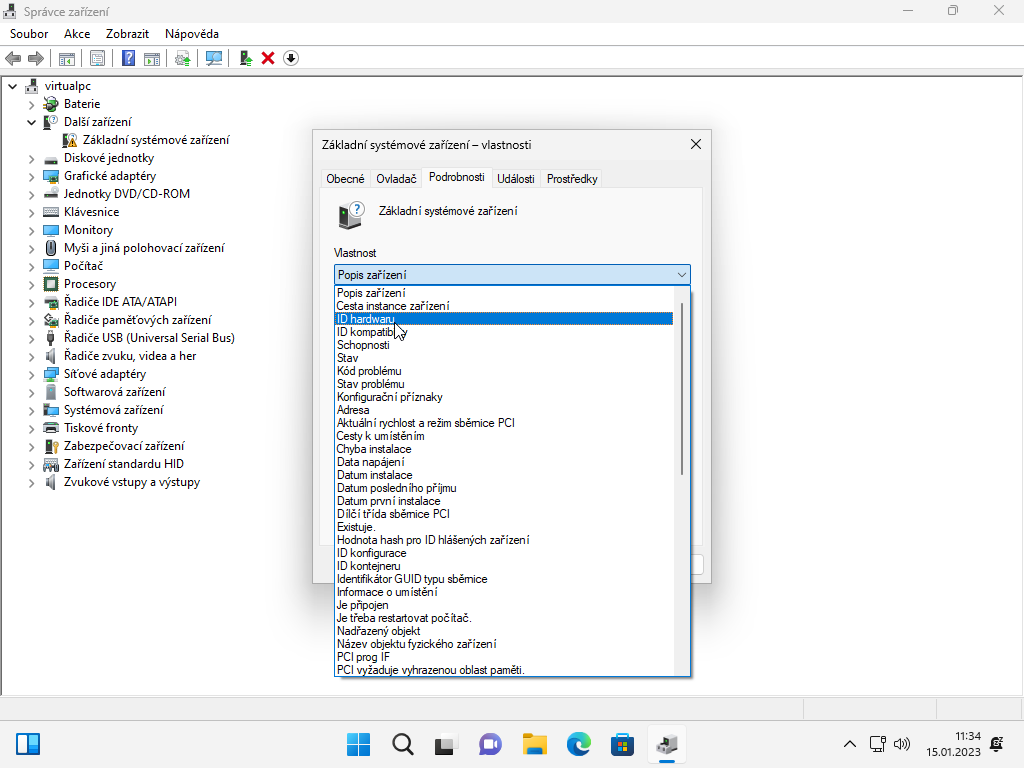 Správce zařízení
Soubor Akce Zobrazit Nápověda
virtualpc
Baterie
Další zařízení
Základní systémové zařízení
Diskové jednotky
Grafické adaptéry
Jednotky DVD/CD-ROM
Klávesnice
Monitory
Myši a jiná polohovací zařízení
Počítač
Procesory
Řadiče IDE ATA/ATAPI
Řadiče paměťových zařízení
Řadiče USB (Universal Serial Bus)
Řadiče zvuku, videa a her
Síťové adaptéry
Softwarová zařízení
Systémová zařízení
Tiskové fronty
Zabezpečovací zařízení
Zařízení standardu HID
Zvukové vstupy a výstupy
Základní systémové zařízení – vlastnosti
Obecné Ovladač Podrobnosti Události Prostředky
Základní systémové zařízení
Vlastnost
Popis zařízení
Popis zařízení
Cesta instance zařízení
ID hardwaru
ID kompatibility
Schopnosti
Stav
Kód problému
Stav problému
Konfigurační příznaky
Adresa
Aktuální rychlost a režim sběrnice PCI
Cesty k umístěním
Chyba instalace
Data napájení
Datum instalace
Datum posledního příjmu
Datum první instalace
Dílčí třída sběrnice PCI
Existuje.
Hodnota hash pro ID hlášených zařízení
ID konfigurace
ID kontejneru
Identifikátor GUID typu sběrnice
Informace o umístění
Je připojen
Je třeba restartovat počítač.
Nadřazený objekt
Název objektu fyzického zařízení
PCI prog IF
PCI vyžaduje vyhrazenou oblast paměti.
11:34
15.01.2023